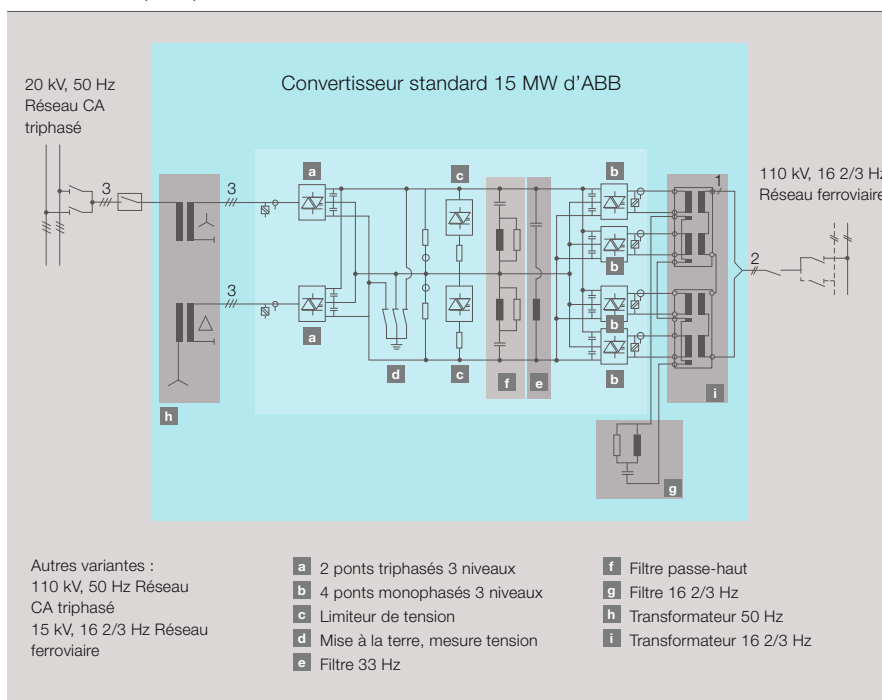 Convertisseur standard 15 MW d'ABB
20 kV, 50 Hz
Réseau CA
triphasé
3
3
3
a
a
c
c
d
f
e
b
b
b
b
1
110 kV, 16 2/3 Hz
Réseau ferroviaire
2
h
i
g
Autres variantes :
110 kV, 50 Hz Réseau
CA triphasé
15 kV, 16 2/3 Hz Réseau
ferroviaire
a 2 ponts triphasés 3 niveaux
b 4 ponts monophasés 3 niveaux
c Limiteur de tension
d Mise à la terre, mesure tension
e Filtre 33 Hz
f Filtre passe-haut
g Filtre 16 2/3 Hz
h Transformateur 50 Hz
i Transformateur 16 2/3 Hz